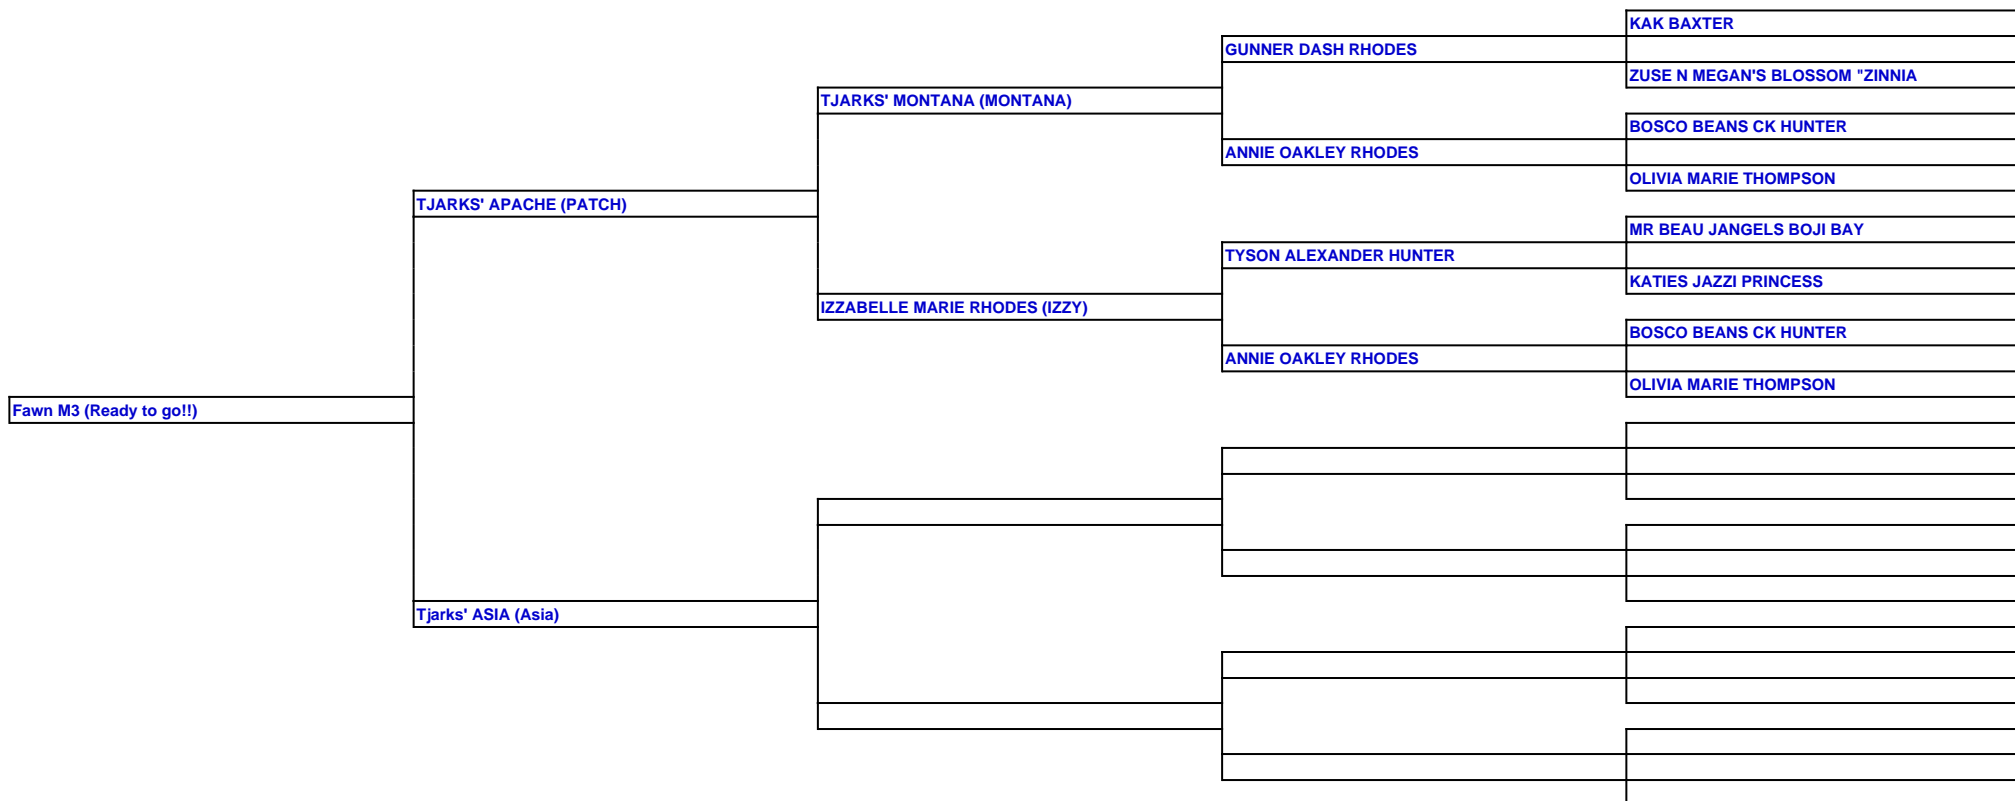 KAK BAXTER
GUNNER DASH RHODES
ZUSE N MEGAN'S BLOSSOM "ZINNIA
TJARKS' MONTANA (MONTANA)
BOSCO BEANS CK HUNTER
ANNIE OAKLEY RHODES
OLIVIA MARIE THOMPSON
TJARKS' APACHE (PATCH)
MR BEAU JANGELS BOJI BAY
TYSON ALEXANDER HUNTER
KATIES JAZZI PRINCESS
IZZABELLE MARIE RHODES (IZZY)
BOSCO BEANS CK HUNTER
ANNIE OAKLEY RHODES
OLIVIA MARIE THOMPSON
Fawn M3 (Ready to go!!)
Tjarks' ASIA (Asia)